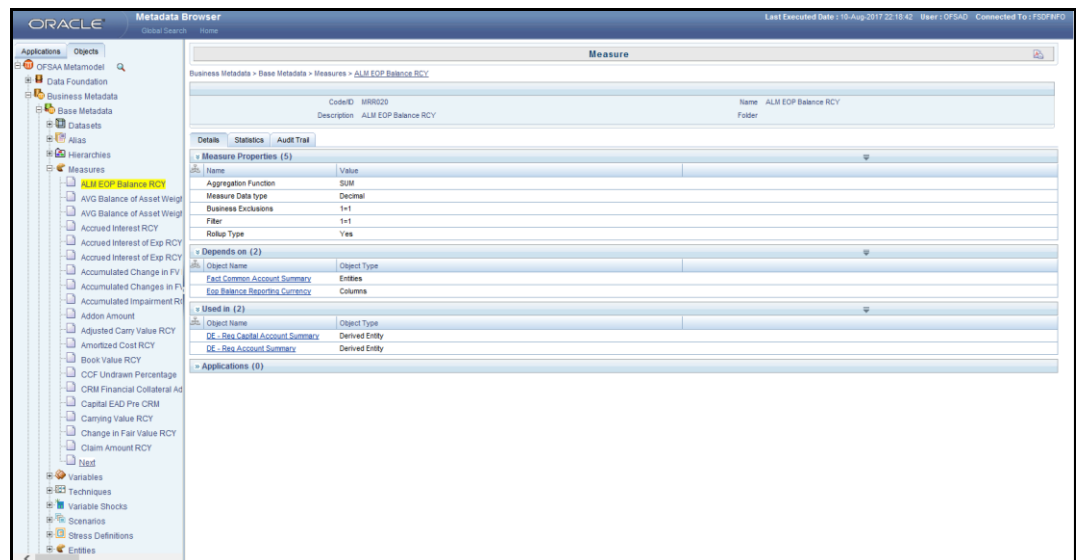 ORACLE
Metadata Browser
Global Search Home
Last Executed Date : 10-Aug-2017 22:18:42 User : OFSAD Connected To : FSDFINFO
Applications Objects
OFSAA Metamodel
Data Foundation
Business Metadata
Base Metadata
Datasets
Alias
Hierarchies
Measures
ALM EOP Balance RCY
AVG Balance of Asset Weigh
AVG Balance of Asset Weigh
Accrued Interest RCY
Accrued Interest of Exp RCY
Accrued Interest of Exp RCY
Accumulated Change in FV
Accumulated Changes in FV
Accumulated Impairment R
Addon Amount
Adjusted Carry Value RCY
Amortized Cost RCY
Book Value RCY
CCF Undrawn Percentage
CRM Financial Collateral Ad
Capital EAD Pre CRM
Carrying Value RCY
Change in Fair Value RCY
Claim Amount RCY
Next
Variables
Techniques
Variable Shocks
Scenarios
Stress Definitions
Entities
Measure
Business Metadata > Base Metadata > Measures > ALM EOP Balance RCY
Code/ID MRR020 Name ALM EOP Balance RCY
Description ALM EOP Balance RCY Folder
Details Statistics Audit Trail
Measure Properties (5)
Name Value
Aggregation Function SUM
Measure Data type Decimal
Business Exclusions 1=1
Filter 1=1
Rollup Type Yes
Depends on (2)
Object Name Object Type
Fact Common Account Summary Entities
Eop Balance Reporting Currency Columns
Used in (2)
Object Name Object Type
DE - Reg Capital Account Summary Derived Entity
DE - Reg Account Summary Derived Entity
Applications (0)